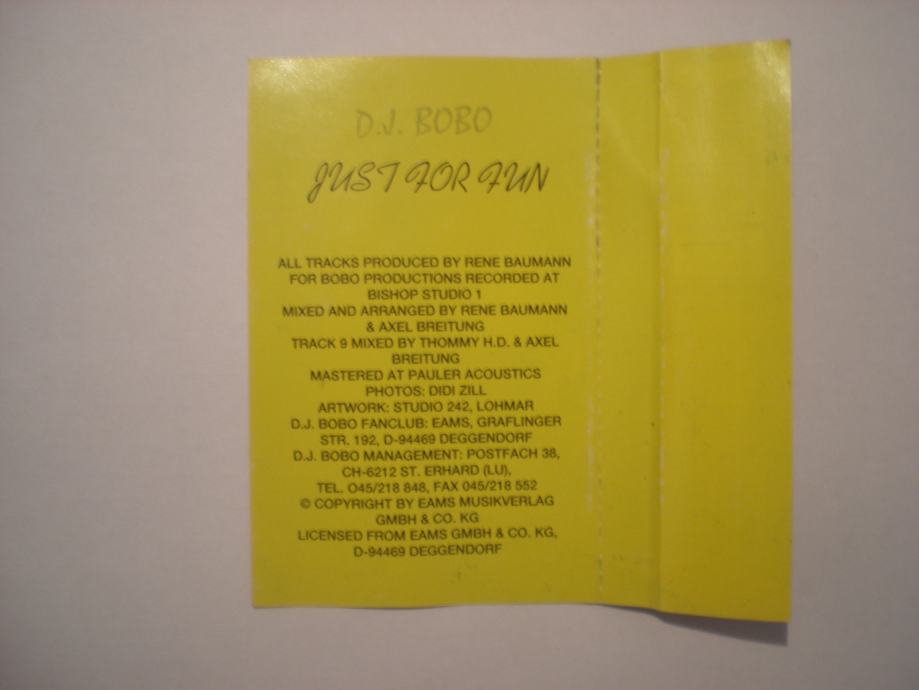 D.J. BOBO
JUST FOR FUN
ALL TRACKS PRODUCED BY RENE BAUMANN
FOR BOBO PRODUCTIONS RECORDED AT
BISHOP STUDIO 1
MIXED AND ARRANGED BY RENE BAUMANN
& AXEL BREITUNG
TRACK 9 MIXED BY THOMMY H.D. & AXEL
BREITUNG
MASTERED AT PAULER ACOUSTICS
PHOTOS: DIDI ZILL
ARTWORK: STUDIO 242, LOHMAR
D.J. BOBO FANCLUB: EAMS, GRAFLINGER
STR. 192, D-94469 DEGGENDORF
D.J. BOBO MANAGEMENT: POSTFACH 38,
CH-6212 ST. ERHARD (LU),
TEL. O45/218 848, FAX 045/218 552
© COPYRIGHT BY EAMS MUSIKVERLAG
GMBH & CO. KG
LICENSED FROM EAMS GMBH & CO. KG,
D-94469 DEGGENDORF